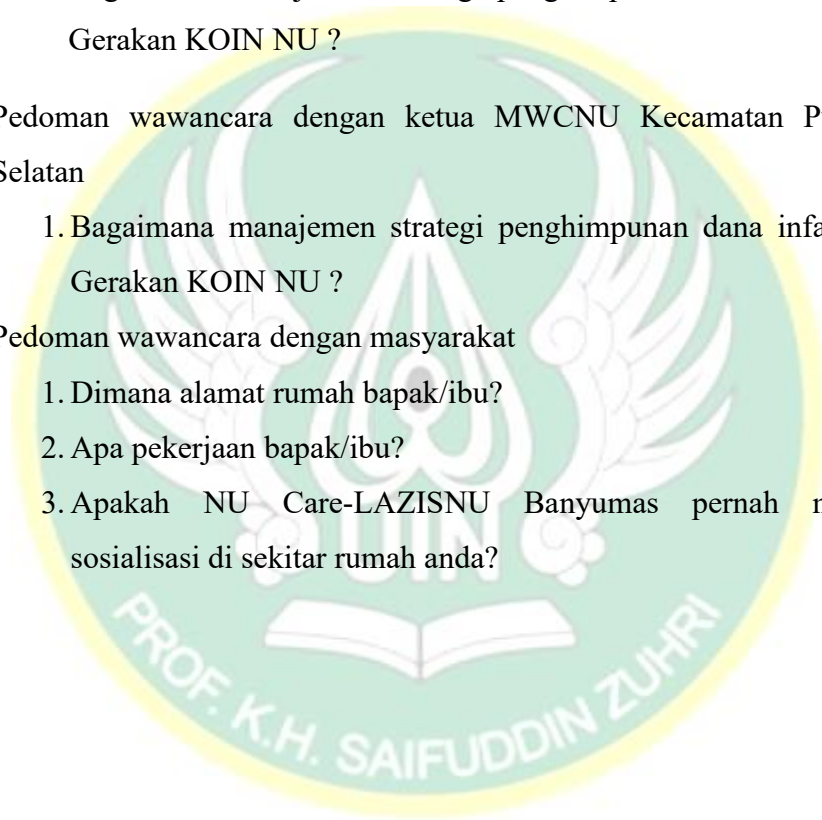 Gerakan KOIN NU ?
Pedoman wawancara dengan ketua MWCNU Kecamatan
Selatan
1. Bagaimana manajemen strategi penghimpunan dana
Gerakan KOIN NU ?
Pedoman wawancara dengan masyarakat
1. Dimana alamat rumah bapak/ibu?
2. Apa pekerjaan bapak/ibu?
3. Apakah NU Care-LAZISNU Banyumas pernah
sosialisasi di sekitar rumah anda?
UIN
PROF. K.H. SAIFUDDIN ZUHRI